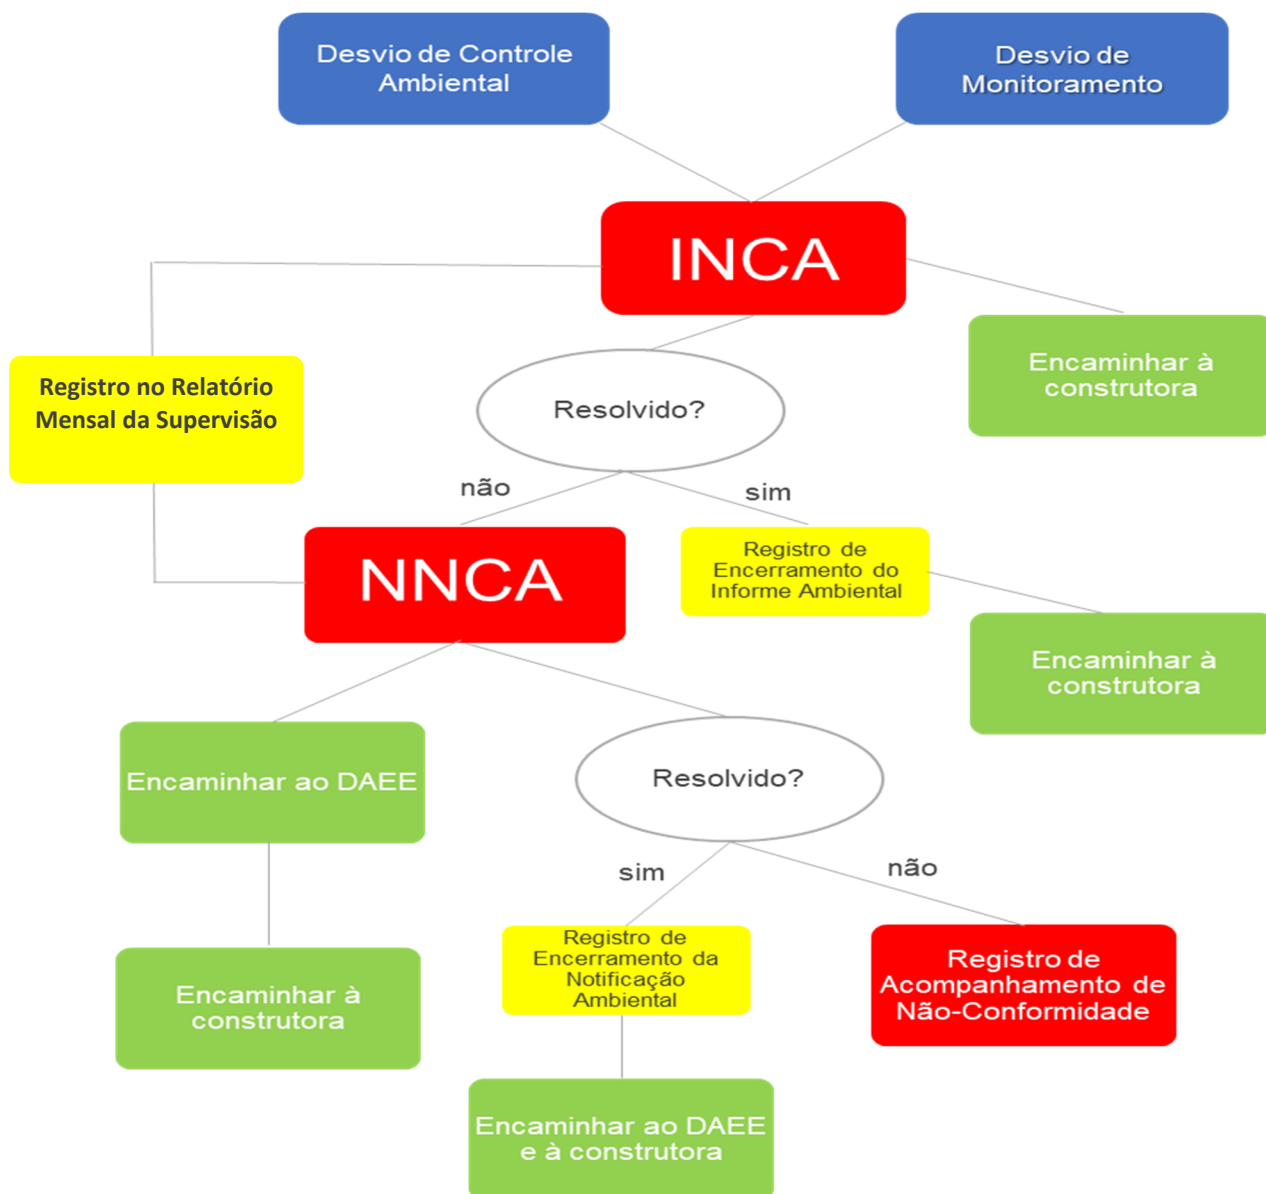 Desvio de Controle
Ambiental
Desvio de
Monitoramento
INCA
Encaminhar à
construtora
Registro no Relatório
Mensal da Supervisão
Resolvido?
não
sim
NNCA
Registro de
Encerramento do
Informe Ambiental
Encaminhar à
construtora
Encaminhar ao DAEE
Resolvido?
sim
não
Encaminhar à
construtora
Registro de
Encerramento da
Notificação
Ambiental
Registro de
Acompanhamento de
Não-Conformidade
Encaminhar ao DAEE
e à construtora